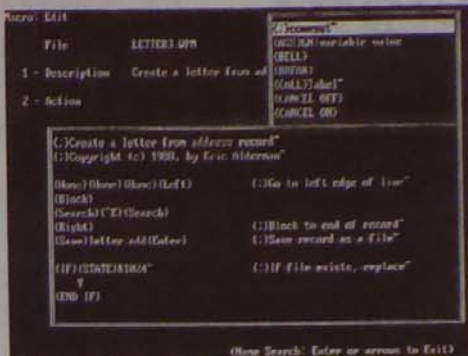 Macro: Edit
File LETTER3.WPM
1 - Description Create a letter from ad
2 - Action
{;}comment~
{ASSIGN}variable~value~
{BELL}
{BREAK}
{CALL}label~
{CANCEL OFF}
{CANCEL ON}
{;}Create a letter from address record~
{;}Copyright (c) 1988, by Eric Alderman~
{Home}{Home}{Home}{Left} {;}Go to left edge of line~
{Block}
{Search}{^E}{Search}
{Right} {;}Block to end of record~
{Save}letter.add{Enter} {;}Save record as a file~
{IF}{STATE}&1024~ {;}If file exists, replace~
y
{END IF}
(Name Search; Enter or arrows to Exit)